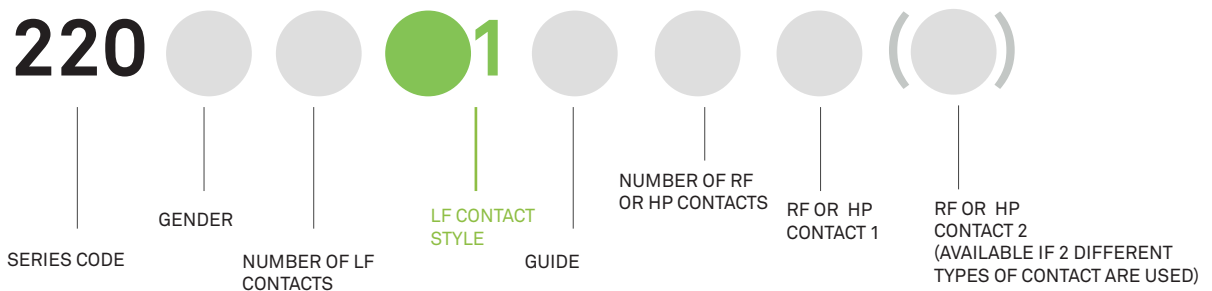 220 1 ( )
SERIES CODE
GENDER
NUMBER OF LF
CONTACTS
LF CONTACT
STYLE
GUIDE
NUMBER OF RF
OR HP CONTACTS
RF OR HP
CONTACT 1
RF OR HP
CONTACT 2
(AVAILABLE IF 2 DIFFERENT
TYPES OF CONTACT ARE USED)